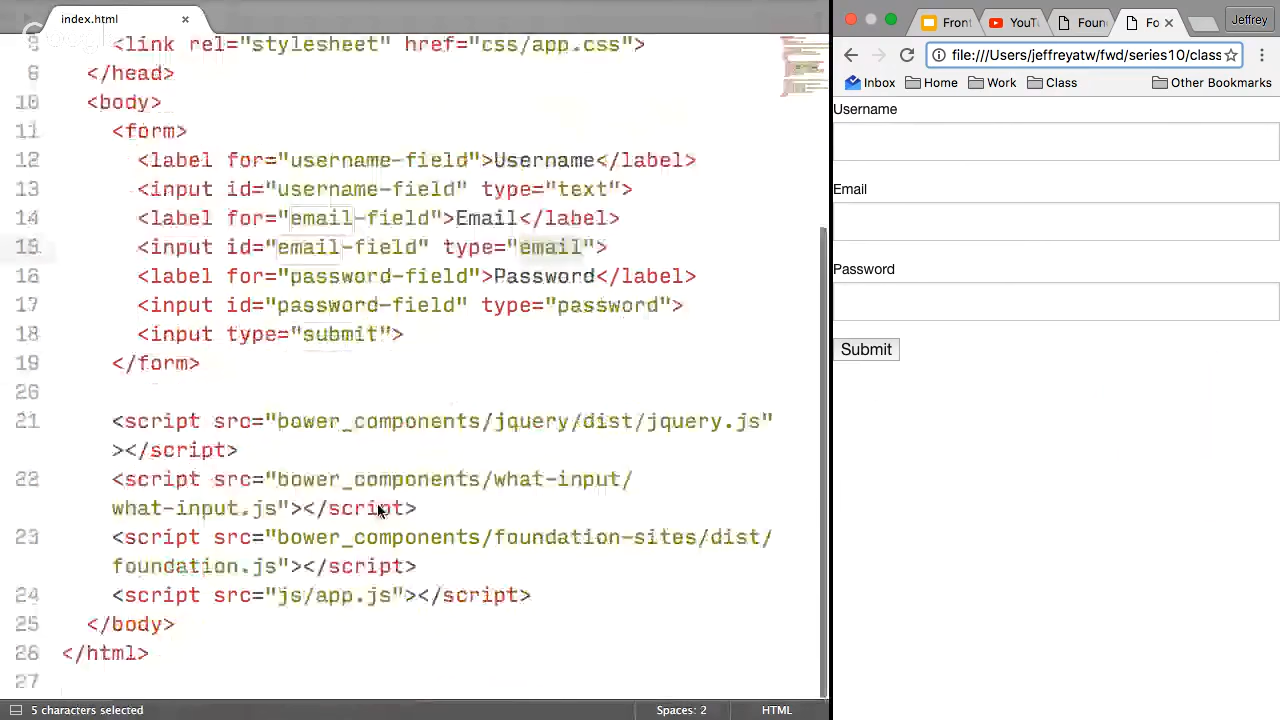 index.html
Google
8 <link rel="stylesheet" href="css/app.css">
9 </head>
10 <body>
11 <form>
12 <label for="username-field">Username</label>
13 <input id="username-field" type="text">
14 <label for="email-field">Email</label>
15 <input id="email-field" type="email">
16 <label for="password-field">Password</label>
17 <input id="password-field" type="password">
18 <input type="submit">
19 </form>
20
21 <script src="bower_components/jquery/dist/jquery.js"
></script>
22 <script src="bower_components/what-input/
what-input.js"></script>
23 <script src="bower_components/foundation-sites/dist/
foundation.js"></script>
24 <script src="js/app.js"></script>
25 </body>
26 </html>
27
5 characters selected
Spaces: 2
HTML
Front
YouTu
Found
Fo
Jeffrey
file:///Users/jeffreyatw/fwd/series10/class
Inbox Home Work Class Other Bookmarks
Username
Email
Password
Submit